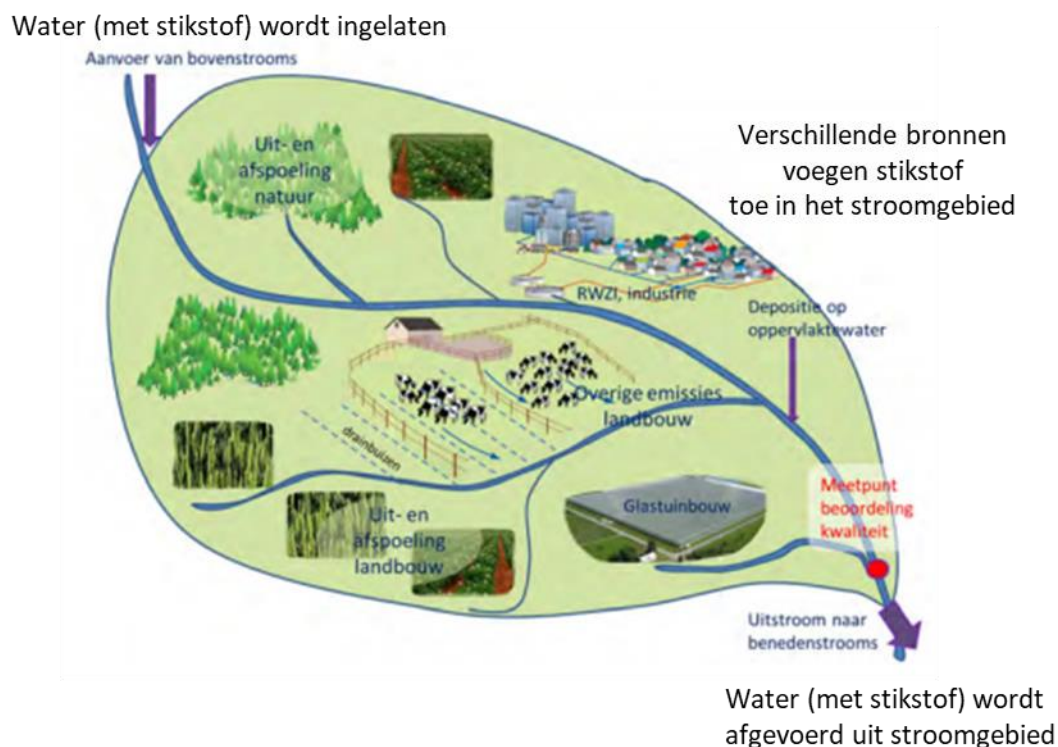 Water (met stikstof) wordt ingelaten
Aanvoer van bovenstrooms
Verschillende bronnen
voegen stikstof
toe in het stroomgebied
Uit- en
afspoeling
natuur
RWZI, industrie
Depositie op
oppervlaktewater
Overige emissies
landbouw
drainbuizen
Meetpunt
beoordeling
kwaliteit
Glastuinbouw
Uit- en
afspoeling
landbouw
Uitstroom naar
benedenstrooms
Water (met stikstof) wordt
afgevoerd uit stroomgebied